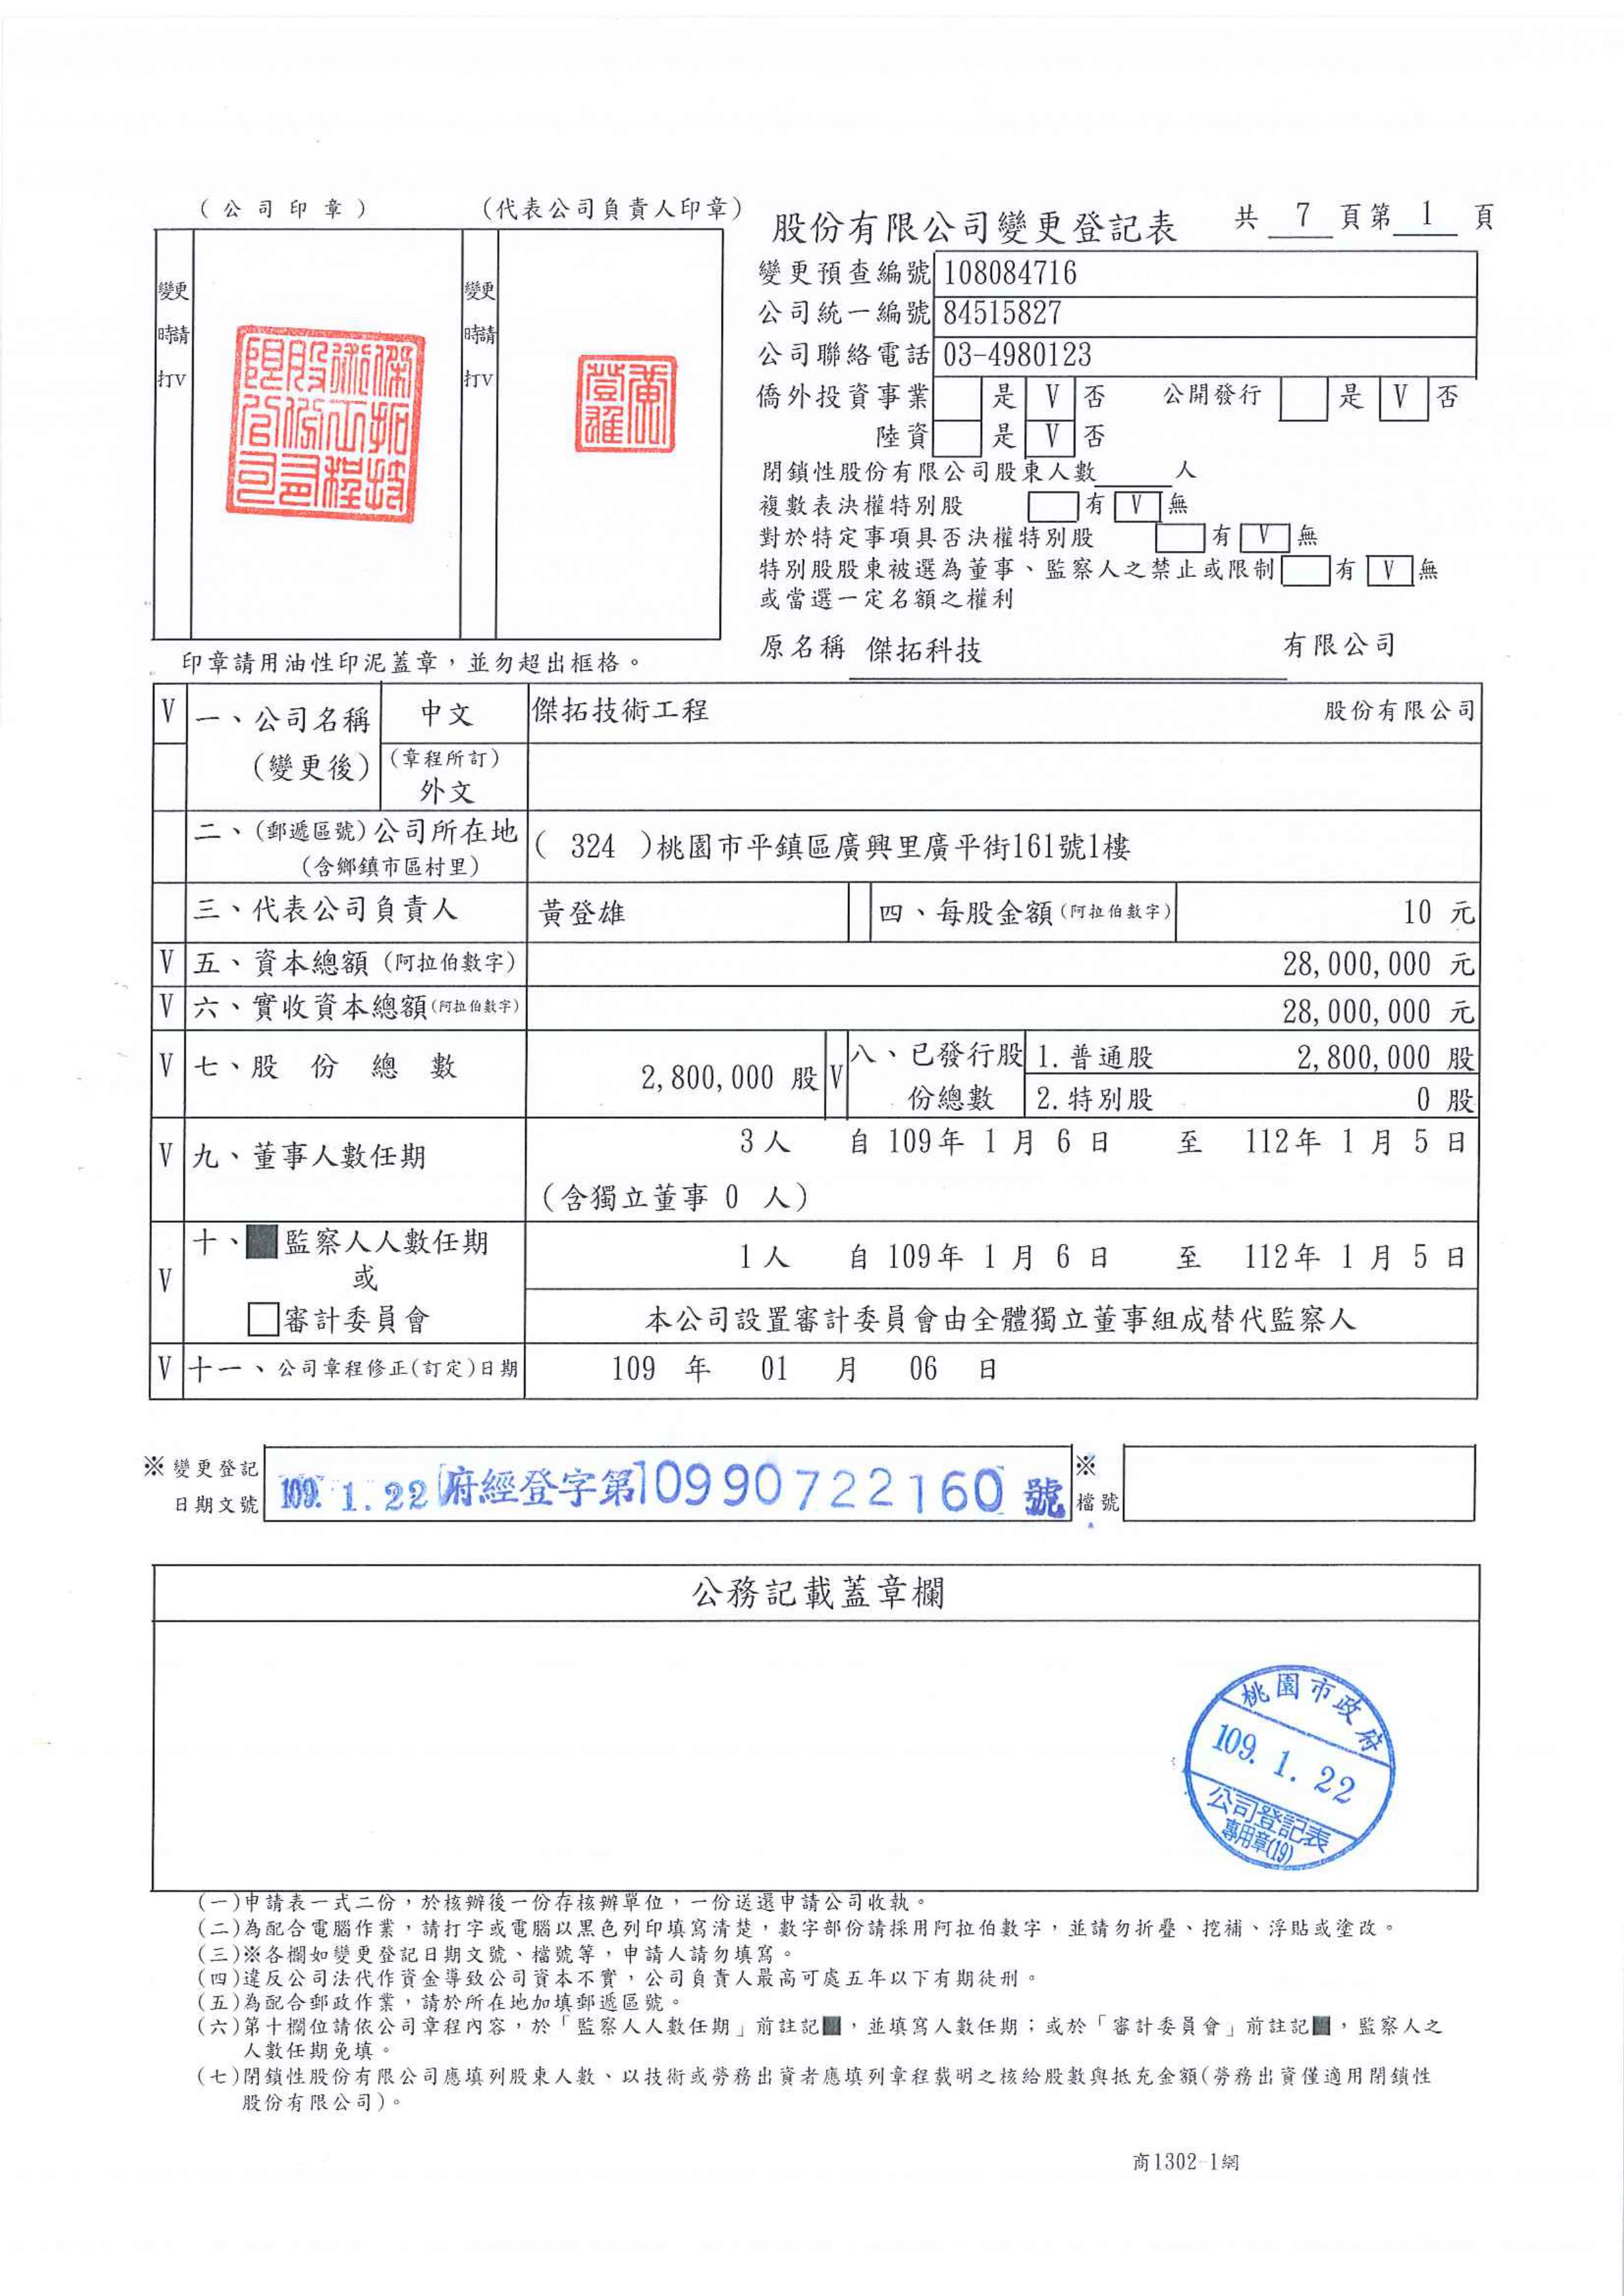 (公司印章)
(代表公司負責人印章)
股份有限公司變更登記表 共 7 頁第 1 頁
變更時請打V
傑拓技術工程股份有限公司
變更時請打V
黃登雄
變更預查編號 108084716
公司統一編號 84515827
公司聯絡電話 03-4980123
僑外投資事業 是 V 否 公開發行 是 V 否
陸資 是 V 否
閉鎖性股份有限公司股東人數 人
複數表決權特別股 有 V 無
對於特定事項具否決權特別股 有 V 無
特別股股東被選為董事、監察人之禁止或限制 有 V 無
或當選一定名額之權利
印章請用油性印泥蓋章,並勿超出框格。
原名稱 傑拓科技 有限公司
V 一、公司名稱 中文 傑拓技術工程 股份有限公司
(變更後) (章程所訂)
外文
二、(郵遞區號)公司所在地
(含鄉鎮市區村里)
( 324 )桃園市平鎮區廣興里廣平街161號1樓
三、代表公司負責人 黃登雄 四、每股金額(阿拉伯數字) 10 元
V 五、資本總額(阿拉伯數字) 28,000,000 元
V 六、實收資本總額(阿拉伯數字) 28,000,000 元
V 七、股份總數 2,800,000 股 V 八、已發行股份總數 1.普通股 2,800,000 股
2.特別股 0 股
V 九、董事人數任期 3人 自 109年 1 月 6 日 至 112年 1 月 5 日
(含獨立董事 0 人)
V 十、■監察人人數任期 1人 自 109年 1 月 6 日 至 112年 1 月 5 日
或
□審計委員會 本公司設置審計委員會由全體獨立董事組成替代監察人
V 十一、公司章程修正(訂定)日期 109 年 01 月 06 日
※變更登記日期文號 109. 1. 22府經登字第10990722160號 ※檔號
公務記載蓋章欄
桃園市政府
109. 1. 22
公司登記表
專用章(19)
(一)申請表一式二份,於核辦後一份存核辦單位,一份送還申請公司收執。
(二)為配合電腦作業,請打字或電腦以黑色列印填寫清楚,數字部份請採用阿拉伯數字,並請勿折疊、挖補、浮貼或塗改。
(三)※各欄如變更登記日期文號、檔號等,申請人請勿填寫。
(四)違反公司法代作資金導致公司資本不實,公司負責人最高可處五年以下有期徒刑。
(五)為配合郵政作業,請於所在地加填郵遞區號。
(六)第十欄位請依公司章程內容,於「監察人人數任期」前註記■,並填寫人數任期;或於「審計委員會」前註記■,監察人之
人數任期免填。
(七)閉鎖性股份有限公司應填列股東人數、以技術或勞務出資者應填列章程載明之核給股數與抵充金額(勞務出資僅適用閉鎖性
股份有限公司)。
商1302-1網